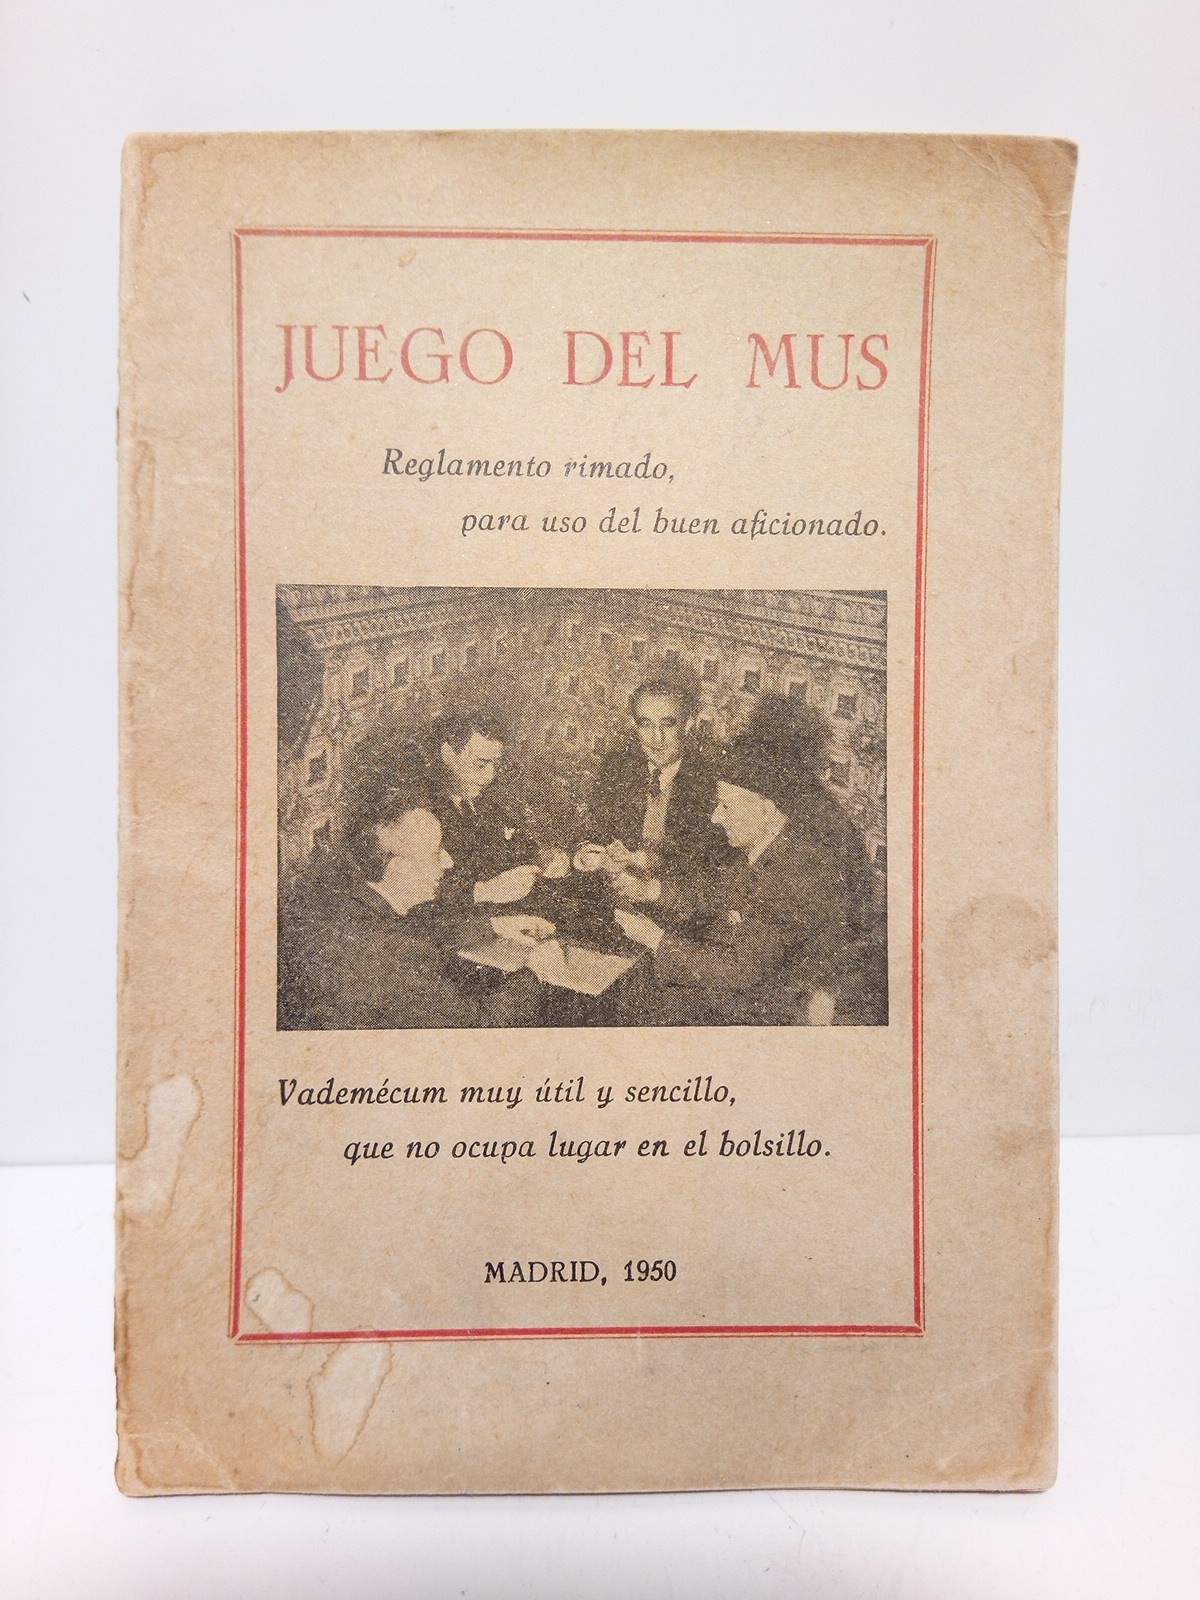 JUEGO DEL MUS
Reglamento rimado,
para uso del buen aficionado.
Vademécum muy útil y sencillo,
que no ocupa lugar en el bolsillo.
MADRID, 1950